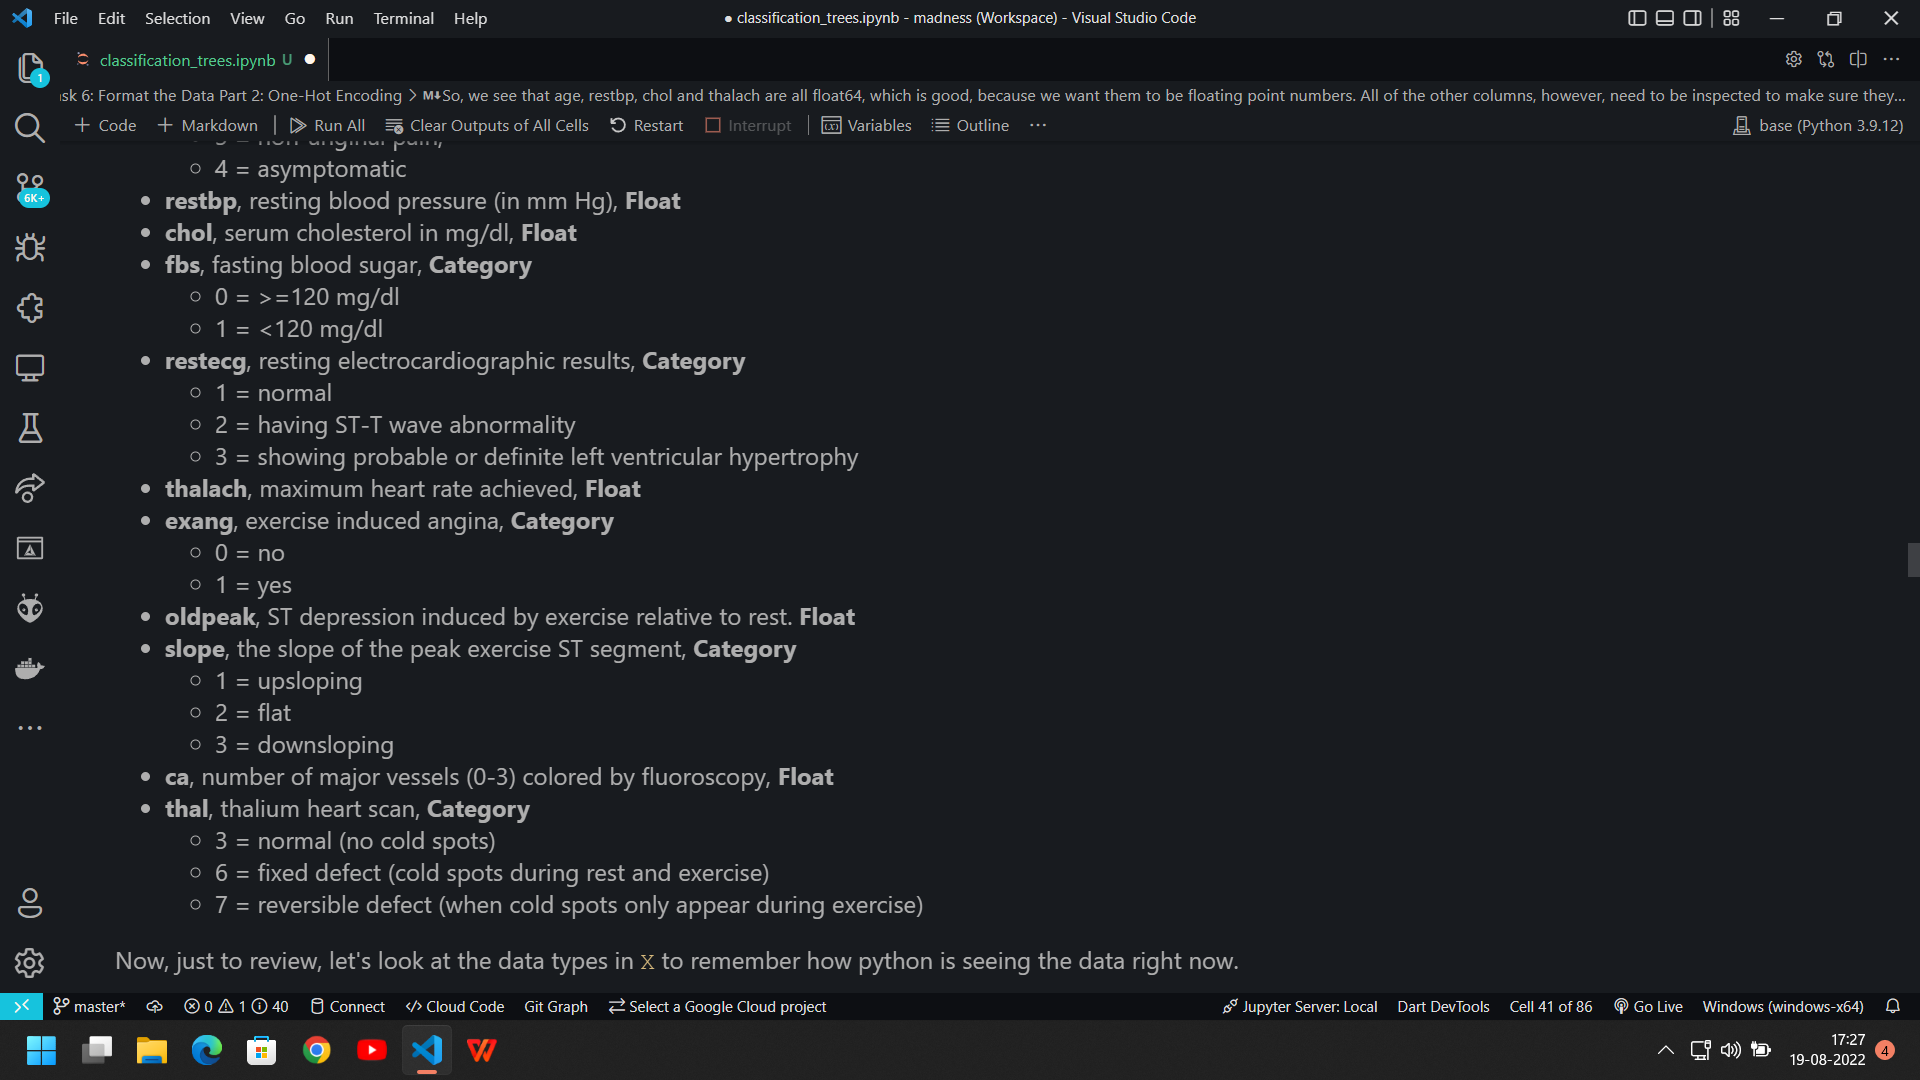 File Edit Selection View Go Run Terminal Help
● classification_trees.ipynb - madness (Workspace) - Visual Studio Code
classification_trees.ipynb U ●
1
sk 6: Format the Data Part 2: One-Hot Encoding > M↓So, we see that age, restbp, chol and thalach are all float64, which is good, because we want them to be floating point numbers. All of the other columns, however, need to be inspected to make sure they...
+ Code + Markdown Run All Clear Outputs of All Cells Restart Interrupt Variables Outline ... base (Python 3.9.12)
3 = non-anginal pain,
4 = asymptomatic
restbp, resting blood pressure (in mm Hg), Float
6K+
chol, serum cholesterol in mg/dl, Float
fbs, fasting blood sugar, Category
0 = >=120 mg/dl
1 = <120 mg/dl
restecg, resting electrocardiographic results, Category
1 = normal
2 = having ST-T wave abnormality
3 = showing probable or definite left ventricular hypertrophy
thalach, maximum heart rate achieved, Float
exang, exercise induced angina, Category
0 = no
1 = yes
oldpeak, ST depression induced by exercise relative to rest. Float
slope, the slope of the peak exercise ST segment, Category
1 = upsloping
2 = flat
3 = downsloping
ca, number of major vessels (0-3) colored by fluoroscopy, Float
thal, thalium heart scan, Category
3 = normal (no cold spots)
6 = fixed defect (cold spots during rest and exercise)
7 = reversible defect (when cold spots only appear during exercise)
Now, just to review, let's look at the data types in X to remember how python is seeing the data right now.
master* 0 1 40 Connect Cloud Code Git Graph Select a Google Cloud project Jupyter Server: Local Dart DevTools Cell 41 of 86 Go Live Windows (windows-x64)
17:27
19-08-2022
4